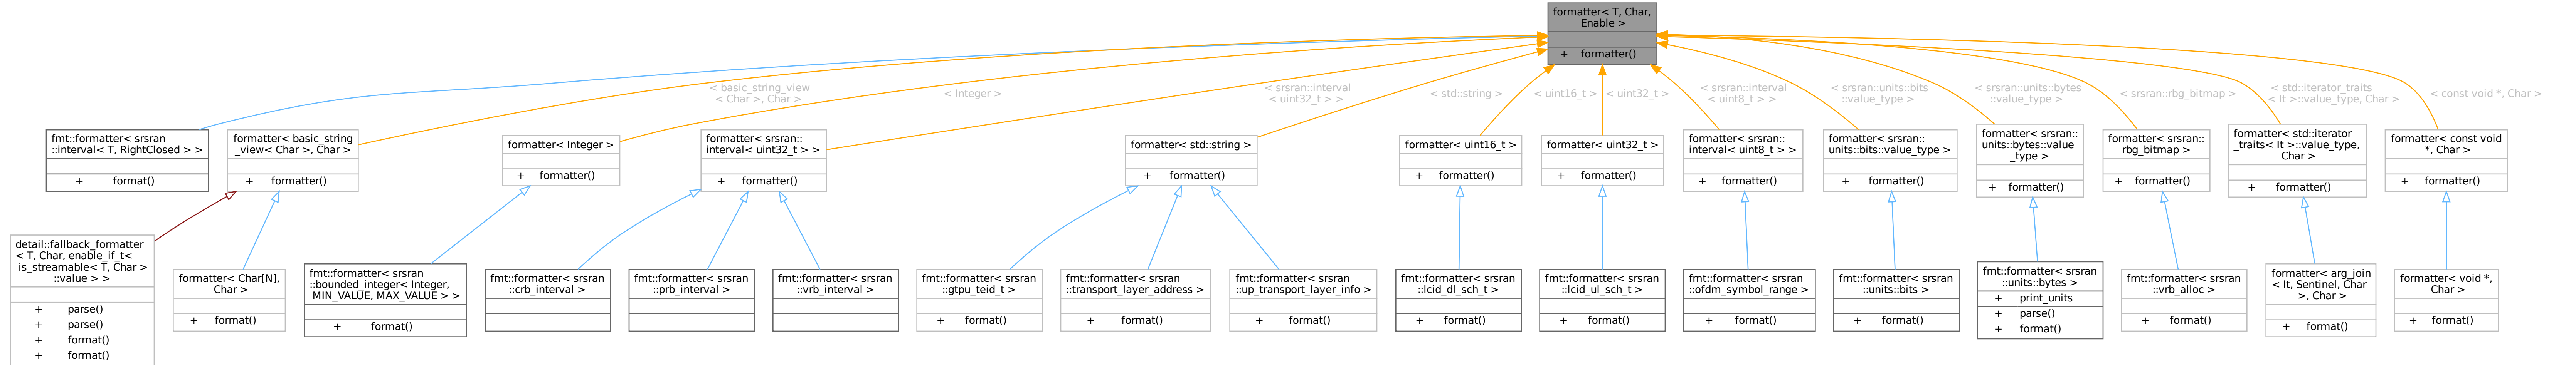 formatter< T, Char,
Enable >
+ formatter()
< basic_string_view
< Char >, Char >
< Integer >
< srsran::interval
< uint32_t > >
< std::string >
< uint16_t >
< uint32_t >
< srsran::interval
< uint8_t > >
< srsran::units::bits
::value_type >
< srsran::units::bytes
::value_type >
< srsran::rbg_bitmap >
< std::iterator_traits
< It >::value_type, Char >
< const void *, Char >
fmt::formatter< srsran
::interval< T, RightClosed > >
+ format()
formatter< basic_string
_view< Char >, Char >
+ formatter()
formatter< Integer >
+ formatter()
formatter< srsran::
interval< uint32_t > >
+ formatter()
formatter< std::string >
+ formatter()
formatter< uint16_t >
+ formatter()
formatter< uint32_t >
+ formatter()
formatter< srsran::
interval< uint8_t > >
+ formatter()
formatter< srsran::
units::bits::value_type >
+ formatter()
formatter< srsran::
units::bytes::value
_type >
+ formatter()
formatter< srsran::
rbg_bitmap >
+ formatter()
formatter< std::iterator
_traits< It >::value_type,
Char >
+ formatter()
formatter< const void
*, Char >
+ formatter()
detail::fallback_formatter
< T, Char, enable_if_t<
is_streamable< T, Char >
::value > >
+ parse()
+ parse()
+ format()
+ format()
formatter< Char[N],
Char >
+ format()
fmt::formatter< srsran
::bounded_integer< Integer,
MIN_VALUE, MAX_VALUE > >
+ format()
fmt::formatter< srsran
::crb_interval >
fmt::formatter< srsran
::prb_interval >
fmt::formatter< srsran
::vrb_interval >
fmt::formatter< srsran
::gtpu_teid_t >
+ format()
fmt::formatter< srsran
::transport_layer_address >
+ format()
fmt::formatter< srsran
::up_transport_layer_info >
+ format()
fmt::formatter< srsran
::lcid_dl_sch_t >
+ format()
fmt::formatter< srsran
::lcid_ul_sch_t >
+ format()
fmt::formatter< srsran
::ofdm_symbol_range >
+ format()
fmt::formatter< srsran
::units::bits >
+ format()
fmt::formatter< srsran
::units::bytes >
+ print_units
+ parse()
+ format()
fmt::formatter< srsran
::vrb_alloc >
+ format()
formatter< arg_join
< It, Sentinel, Char
>, Char >
+ format()
formatter< void *,
Char >
+ format()